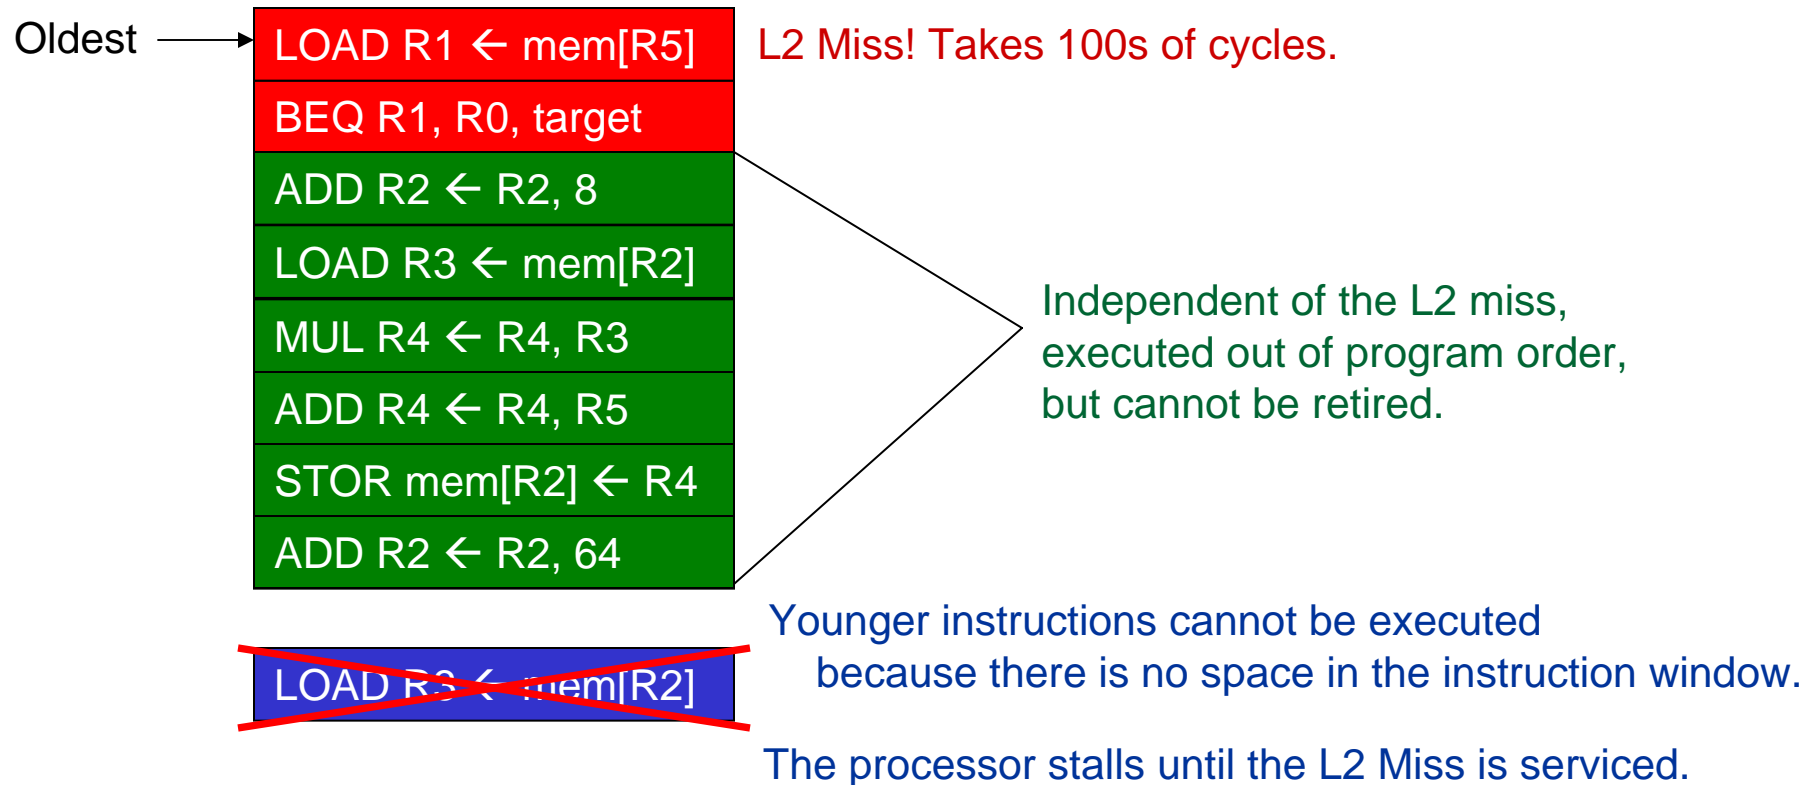 Oldest
LOAD R1 ← mem[R5]
L2 Miss! Takes 100s of cycles.
BEQ R1, R0, target
ADD R2 ← R2, 8
LOAD R3 ← mem[R2]
MUL R4 ← R4, R3
ADD R4 ← R4, R5
STOR mem[R2] ← R4
ADD R2 ← R2, 64
Independent of the L2 miss,
executed out of program order,
but cannot be retired.
LOAD R3 ← mem[R2]
Younger instructions cannot be executed
because there is no space in the instruction window.
The processor stalls until the L2 Miss is serviced.